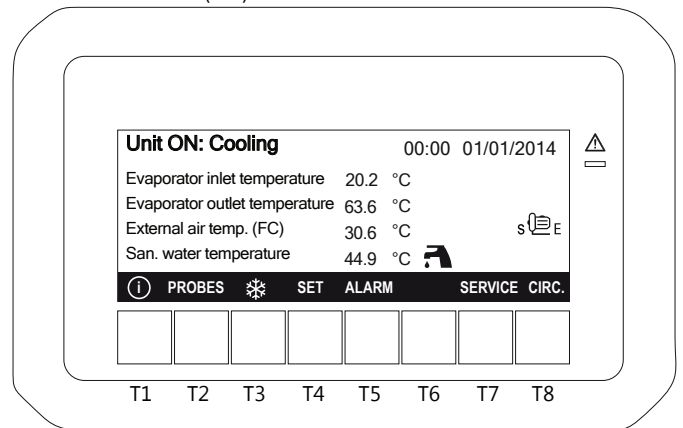 Unit ON: Cooling 00:00 01/01/2014
Evaporator inlet temperature 20.2 °C
Evaporator outlet temperature 63.6 °C
External air temp. (FC) 30.6 °C S E
San. water temperature 44.9 °C
i PROBES SET ALARM SERVICE CIRC.
T1 T2 T3 T4 T5 T6 T7 T8